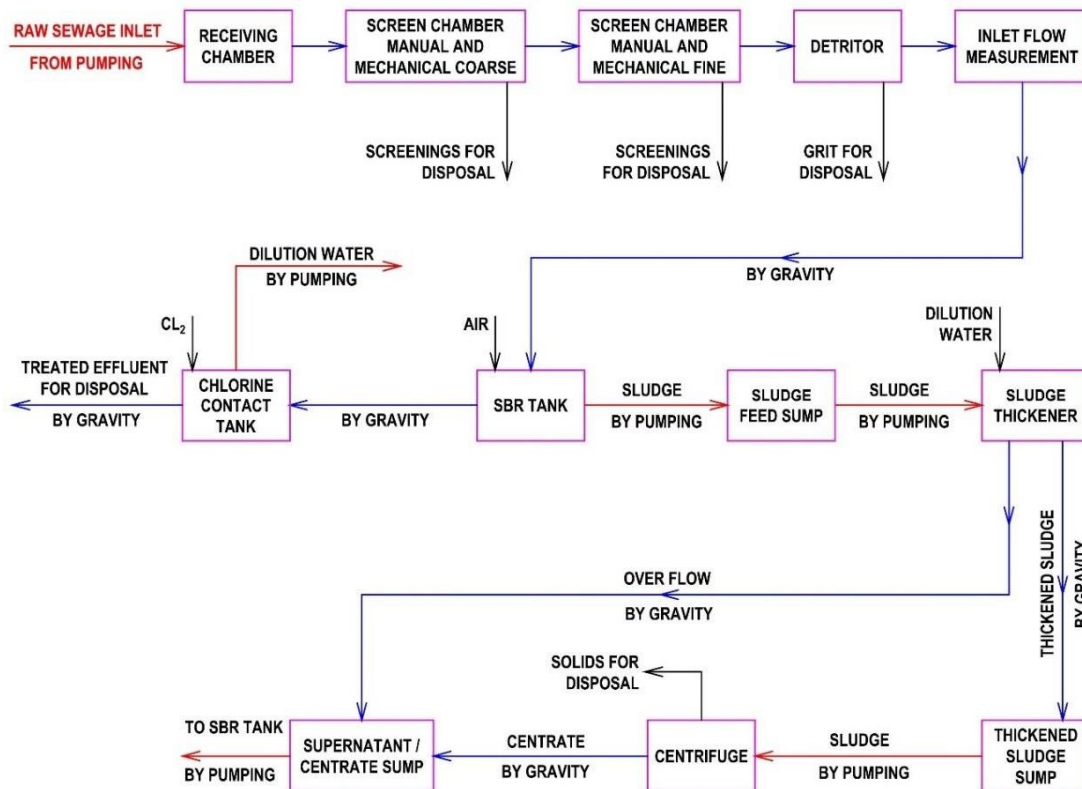 RAW SEWAGE INLET
FROM PUMPING
RECEIVING
CHAMBER
SCREEN CHAMBER
MANUAL AND
MECHANICAL COARSE
SCREEN CHAMBER
MANUAL AND
MECHANICAL FINE
DETRITOR
INLET FLOW
MEASUREMENT
SCREENINGS FOR
DISPOSAL
SCREENINGS
FOR DISPOSAL
GRIT FOR
DISPOSAL
DILUTION WATER
BY PUMPING
BY GRAVITY
CL₂
AIR
DILUTION
WATER
TREATED EFFLUENT
FOR DISPOSAL
BY GRAVITY
CHLORINE
CONTACT
TANK
BY GRAVITY
SBR TANK
SLUDGE
BY PUMPING
SLUDGE
FEED SUMP
SLUDGE
BY PUMPING
SLUDGE
THICKENER
THICKENED SLUDGE
BY GRAVITY
OVER FLOW
BY GRAVITY
SOLIDS FOR
DISPOSAL
TO SBR TANK
BY PUMPING
SUPERNATANT /
CENTRATE SUMP
CENTRATE
BY GRAVITY
CENTRIFUGE
SLUDGE
BY PUMPING
THICKENED
SLUDGE
SUMP